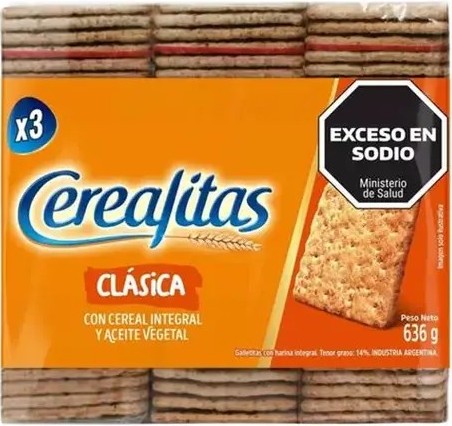 x3
EXCESO EN
SODIO
Ministerio
de Salud
Cerealitas
CLÁSICA
CON CEREAL INTEGRAL
Y ACEITE VEGETAL
Imagen solo ilustrativa
Peso Neto
636 g
Galletitas con harina integral. Tenor graso: 14%. INDUSTRIA ARGENTINA.